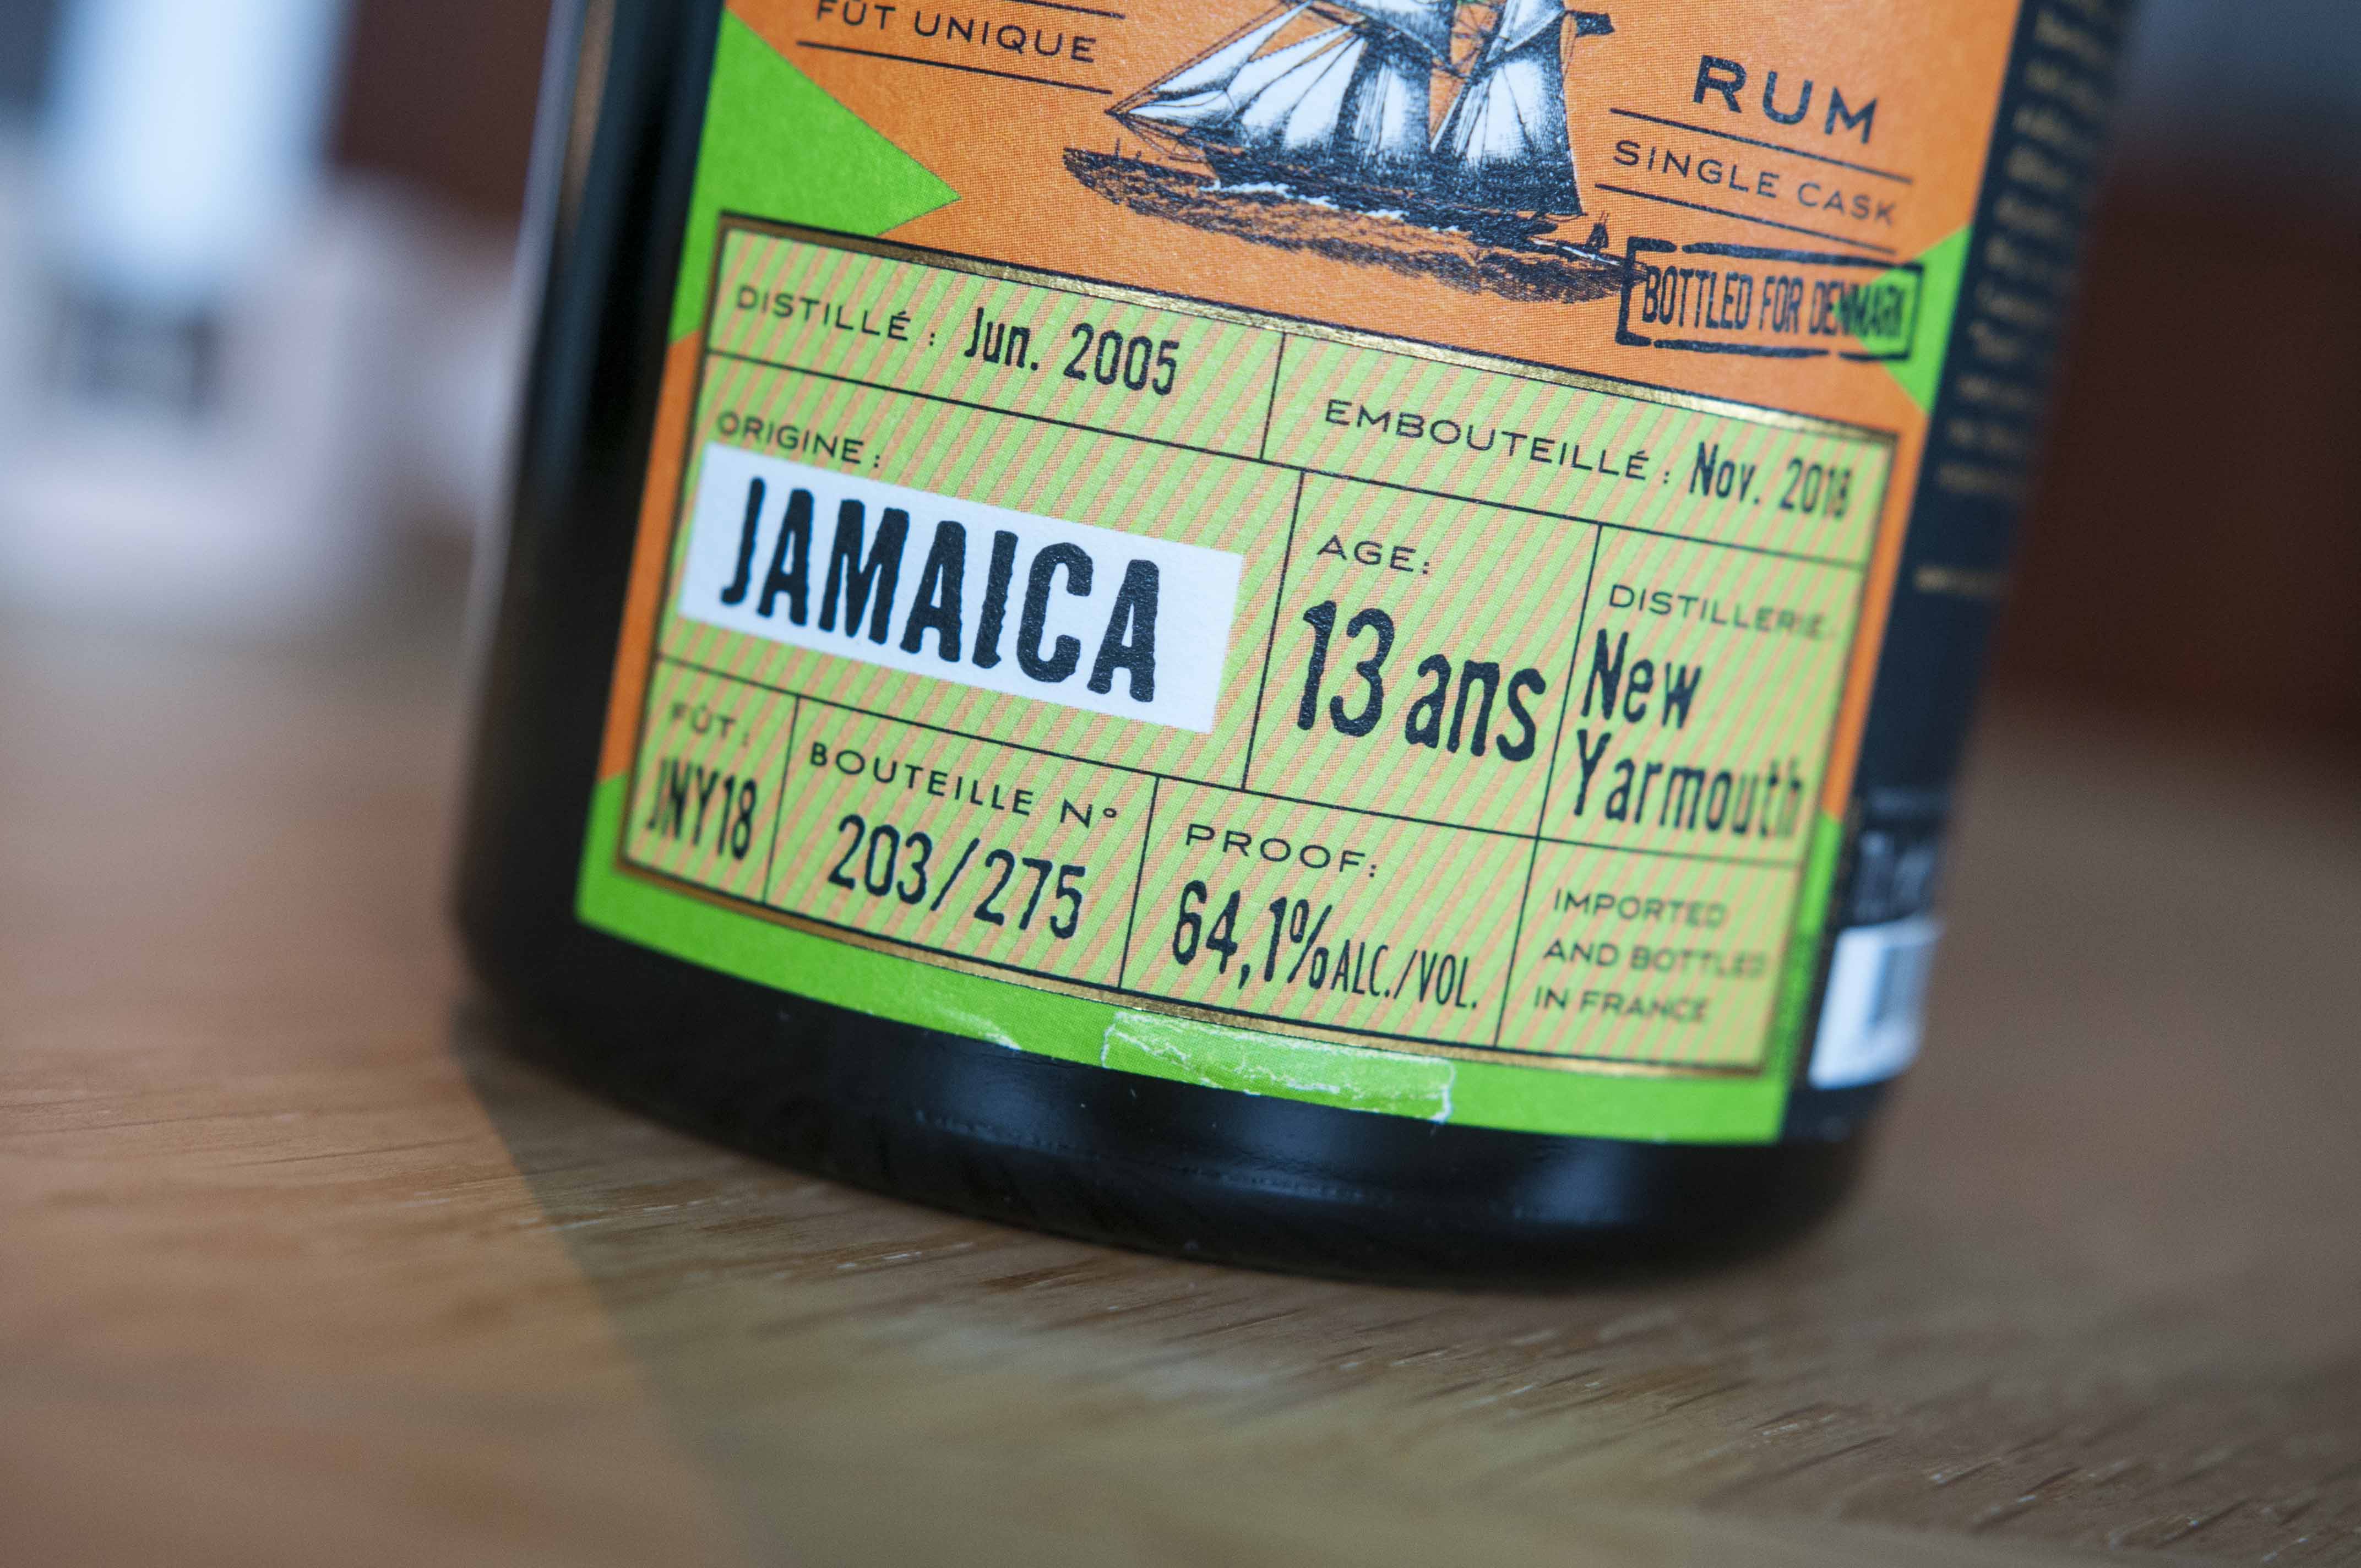 FÛT UNIQUE
RUM
SINGLE CASK
BOTTLED FOR DENMARK
DISTILLÉ : Jun. 2005
EMBOUTEILLÉ : Nov. 2018
ORIGINE :
JAMAICA
AGE:
13 ans
DISTILLERIE:
New
Yarmouth
FÛT:
JNY18
BOUTEILLE N°
203/275
PROOF:
64,1% ALC./VOL.
IMPORTED
AND BOTTLED
IN FRANCE